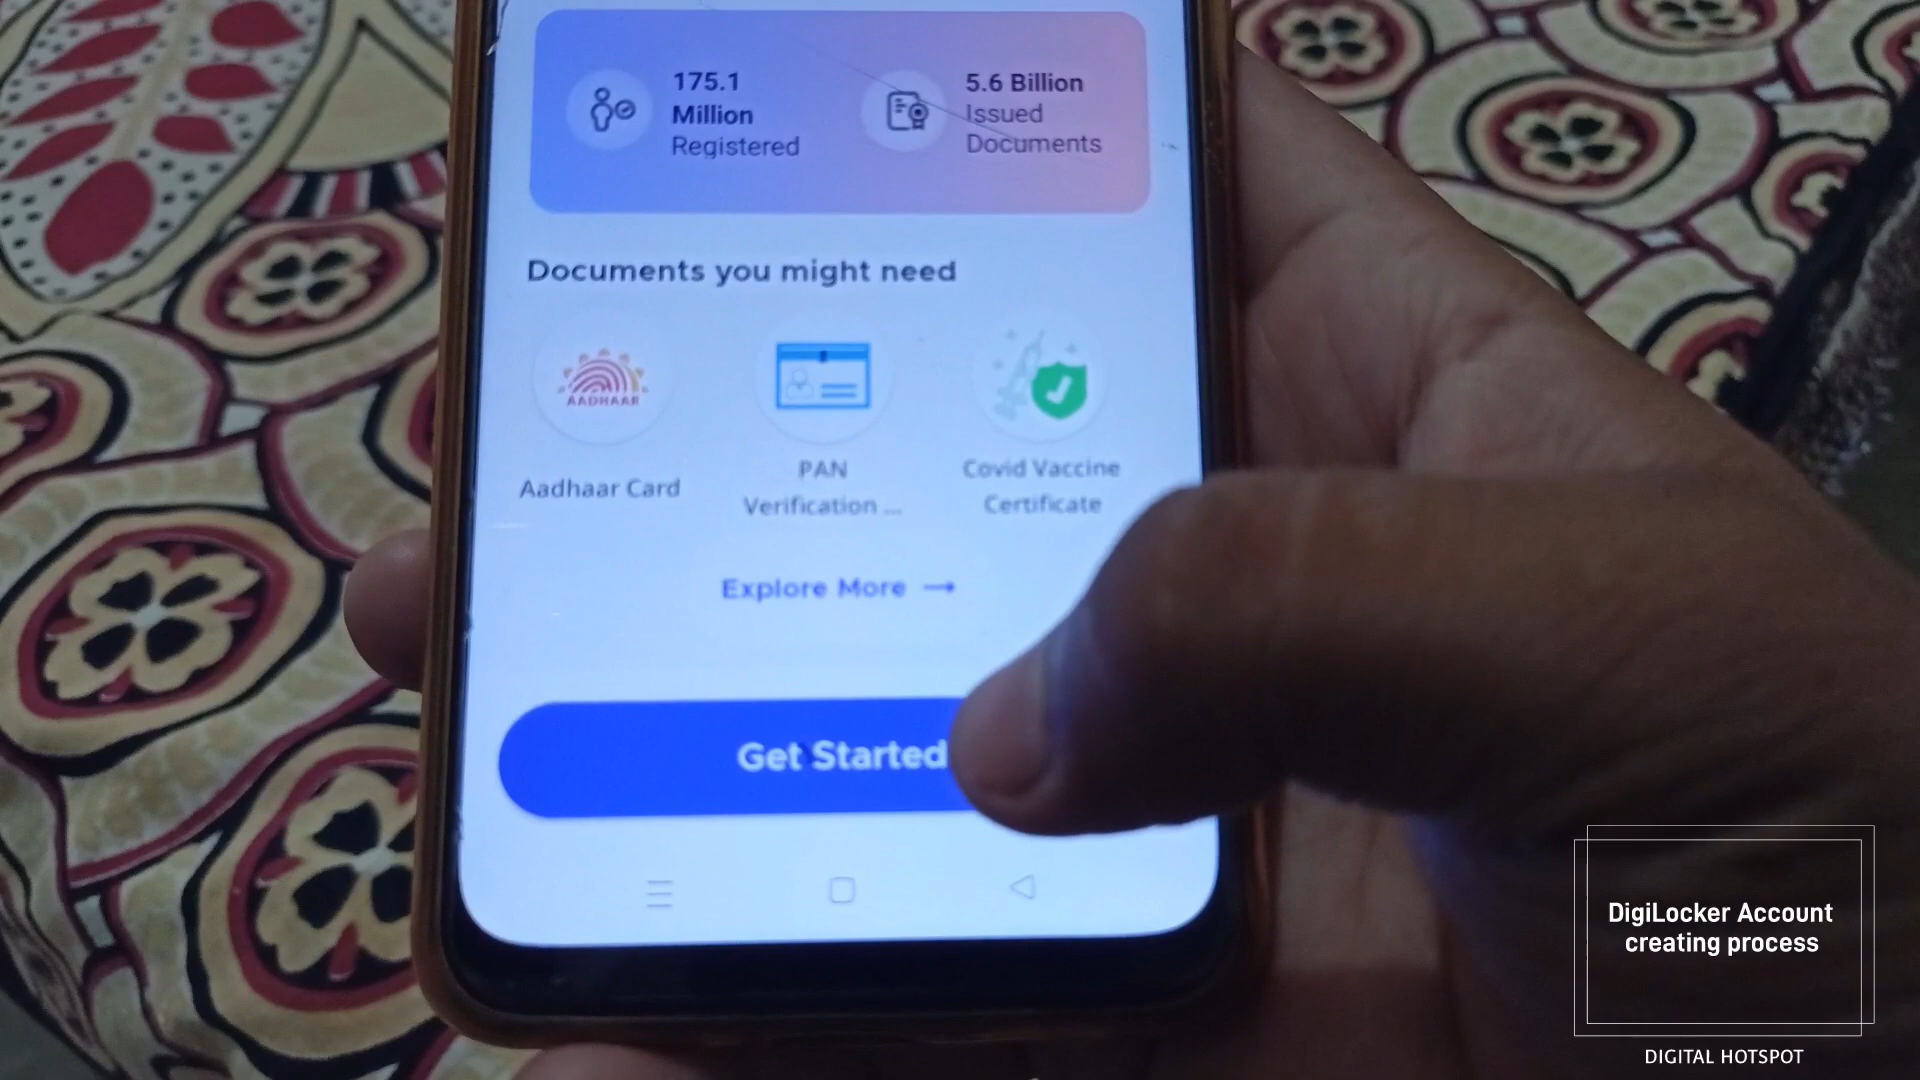 175.1
Million
Registered
5.6 Billion
Issued
Documents
Documents you might need
AADHAAR
Aadhaar Card
PAN
Verification ...
Covid Vaccine
Certificate
Explore More →
Get Started
DigiLocker Account
creating process
DIGITAL HOTSPOT